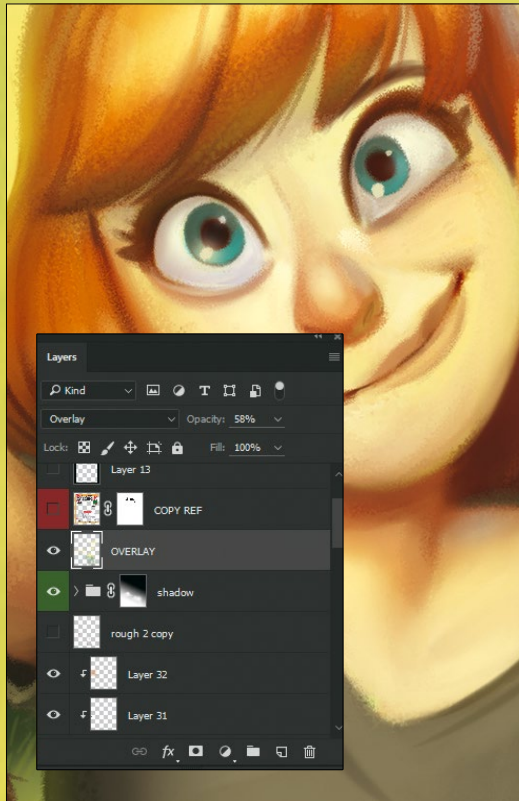 Layers
Kind
Overlay Opacity: 58%
Lock: Fill: 100%
Layer 13
COPY REF
OVERLAY
shadow
rough 2 copy
Layer 32
Layer 31
fx